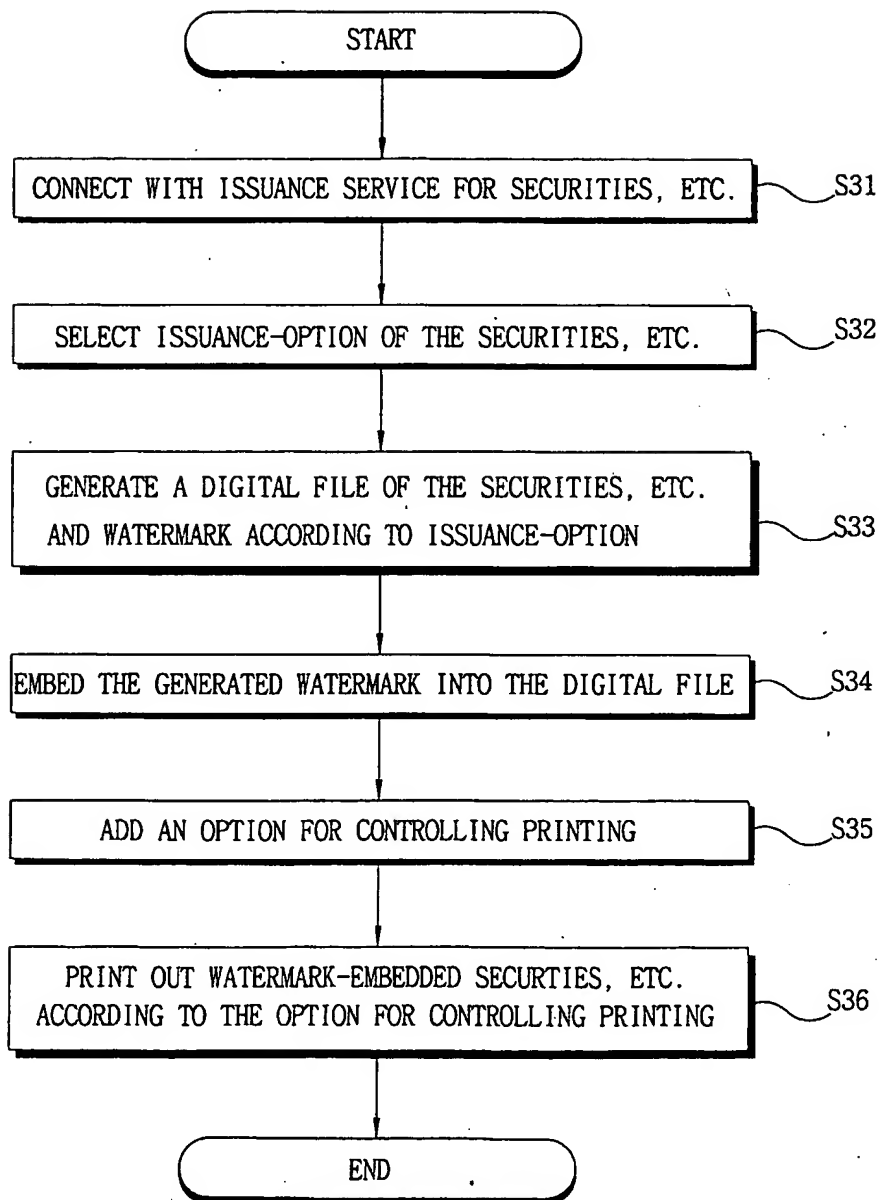 START
CONNECT WITH ISSUANCE SERVICE FOR SECURITIES, ETC.
S31
SELECT ISSUANCE-OPTION OF THE SECURITIES, ETC.
S32
GENERATE A DIGITAL FILE OF THE SECURITIES, ETC.
AND WATERMARK ACCORDING TO ISSUANCE-OPTION
S33
EMBED THE GENERATED WATERMARK INTO THE DIGITAL FILE
S34
ADD AN OPTION FOR CONTROLLING PRINTING
S35
PRINT OUT WATERMARK-EMBEDDED SECURTIES, ETC.
ACCORDING TO THE OPTION FOR CONTROLLING PRINTING
S36
END